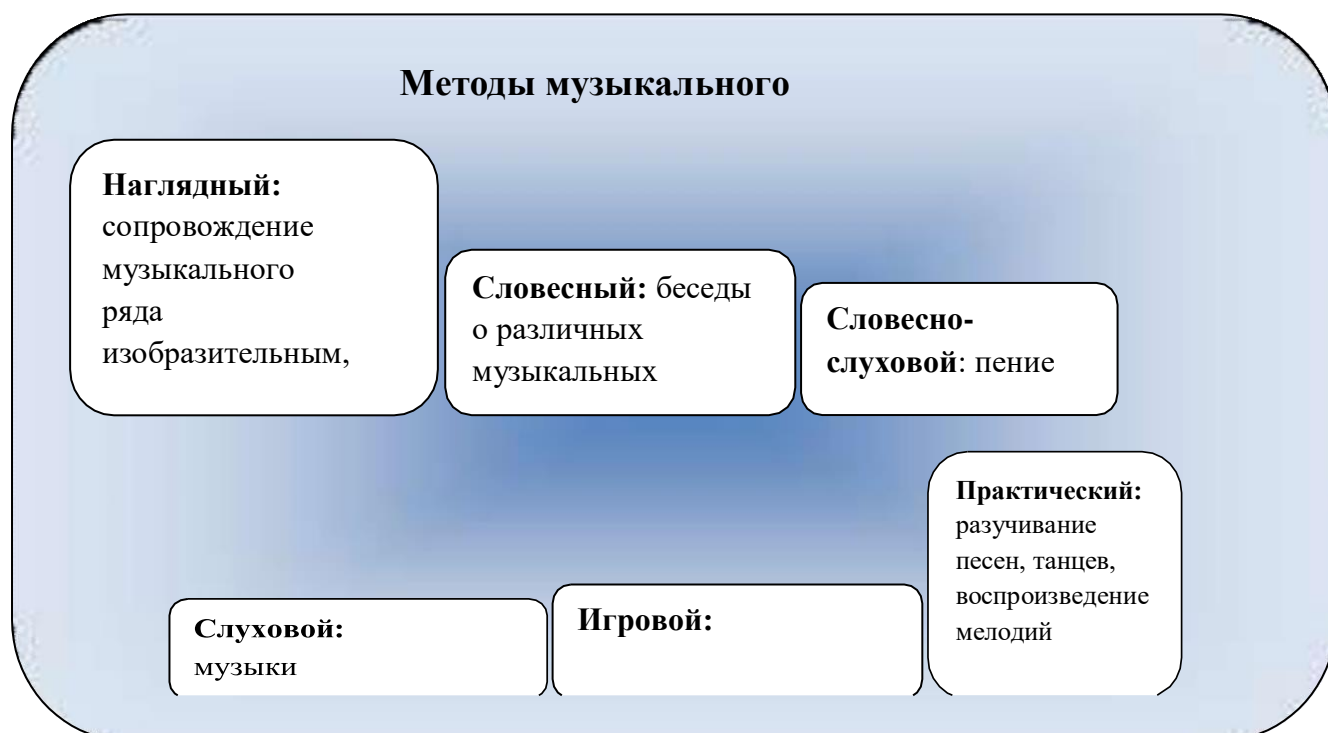 Методы музыкального
Наглядный:
сопровождение
музыкального
ряда
изобразительным,
Словесный: беседы
о различных
музыкальных
Словесно-
слуховой: пение
Слуховой:
музыки
Игровой:
Практический:
разучивание
песен, танцев,
воспроизведение
мелодий